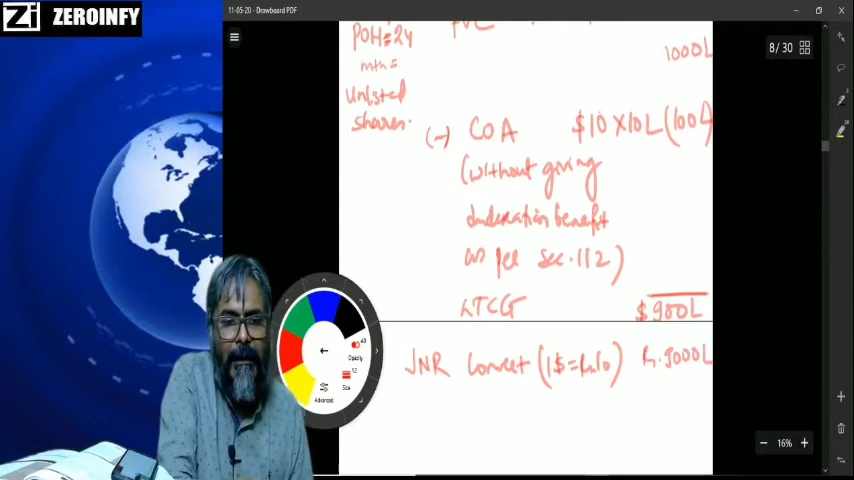 Zi ZEROINFY
11-05-20 - Drawboard PDF
8 / 30
POH = 24
mth =
Unlisted
shares.
FVC
1000L
(-) COA $10 X 10L (100L)
(without giving
indexation benefit
as per sec. 112)
LTCG $900L
INR Convert (1$ = Rs.10) Rs. 9000L
Opacity
Size
Advanced
16%